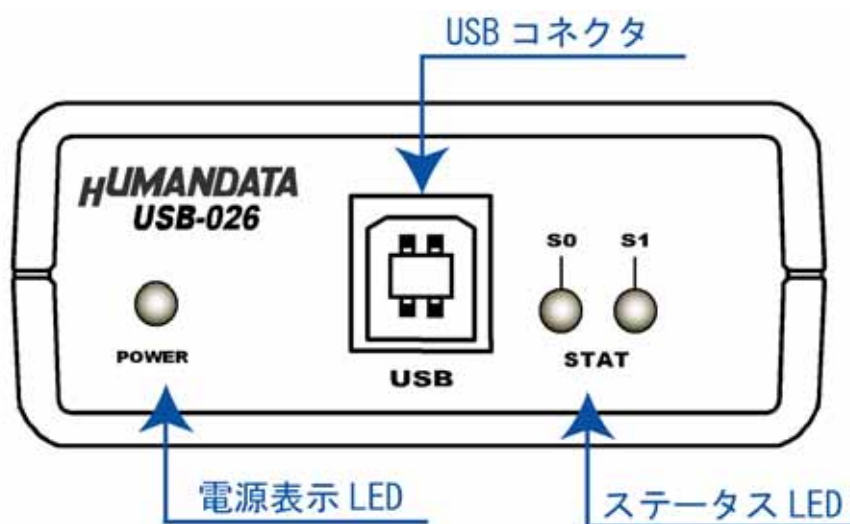 USB コネクタ
HUMANDATA
USB-026
S0 S1
POWER
USB
STAT
電源表示 LED
ステータス LED